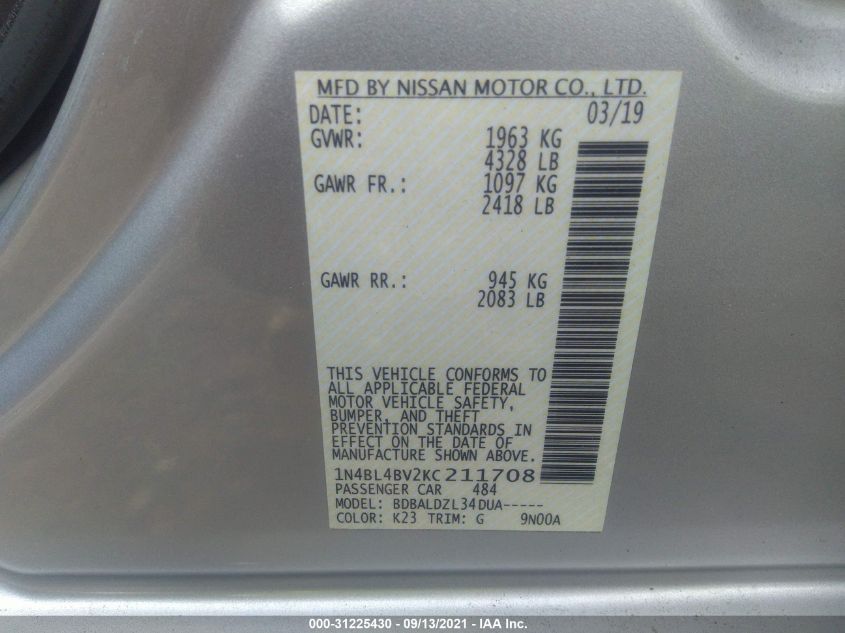 MFD BY NISSAN MOTOR CO., LTD.
DATE: 03/19
GVWR: 1963 KG
4328 LB
GAWR FR.: 1097 KG
2418 LB
GAWR RR.: 945 KG
2083 LB
THIS VEHICLE CONFORMS TO
ALL APPLICABLE FEDERAL
MOTOR VEHICLE SAFETY,
BUMPER, AND THEFT
PREVENTION STANDARDS IN
EFFECT ON THE DATE OF
MANUFACTURE SHOWN ABOVE.
1N4BL4BV2KC211708
PASSENGER CAR 484
MODEL: BDBALDZL34DUA-----
COLOR: K23 TRIM: G 9N00A
000-31225430 - 09/13/2021 - IAA Inc.